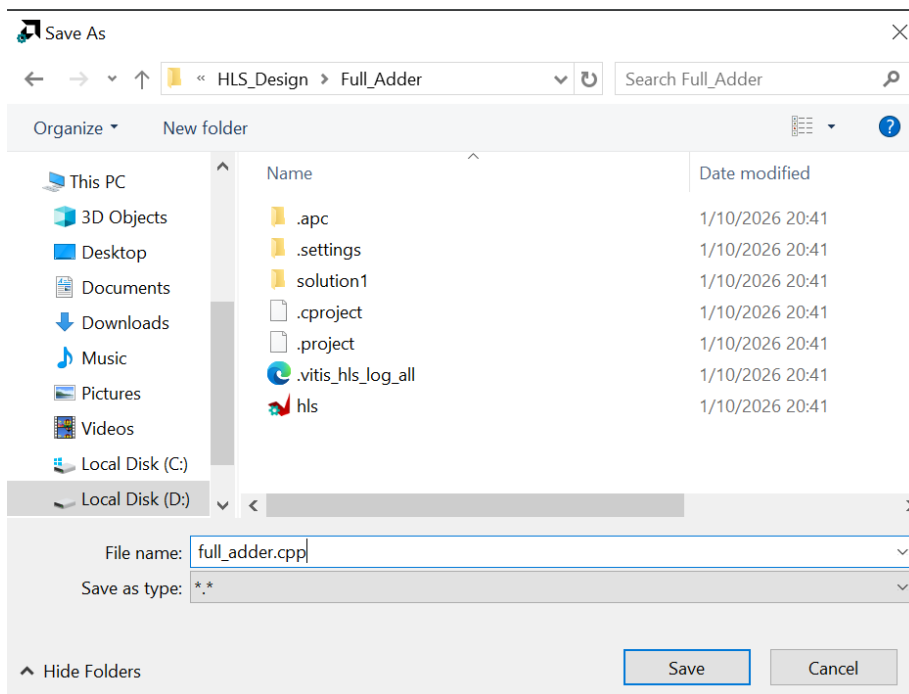 Save As
« HLS_Design > Full_Adder
Search Full_Adder
Organize
New folder
?
Name
Date modified
This PC
3D Objects
Desktop
Documents
Downloads
Music
Pictures
Videos
Local Disk (C:)
Local Disk (D:)
.apc 1/10/2026 20:41
.settings 1/10/2026 20:41
solution1 1/10/2026 20:41
.cproject 1/10/2026 20:41
.project 1/10/2026 20:41
.vitis_hls_log_all 1/10/2026 20:41
hls 1/10/2026 20:41
File name: full_adder.cpp
Save as type: *.*
Hide Folders
Save
Cancel